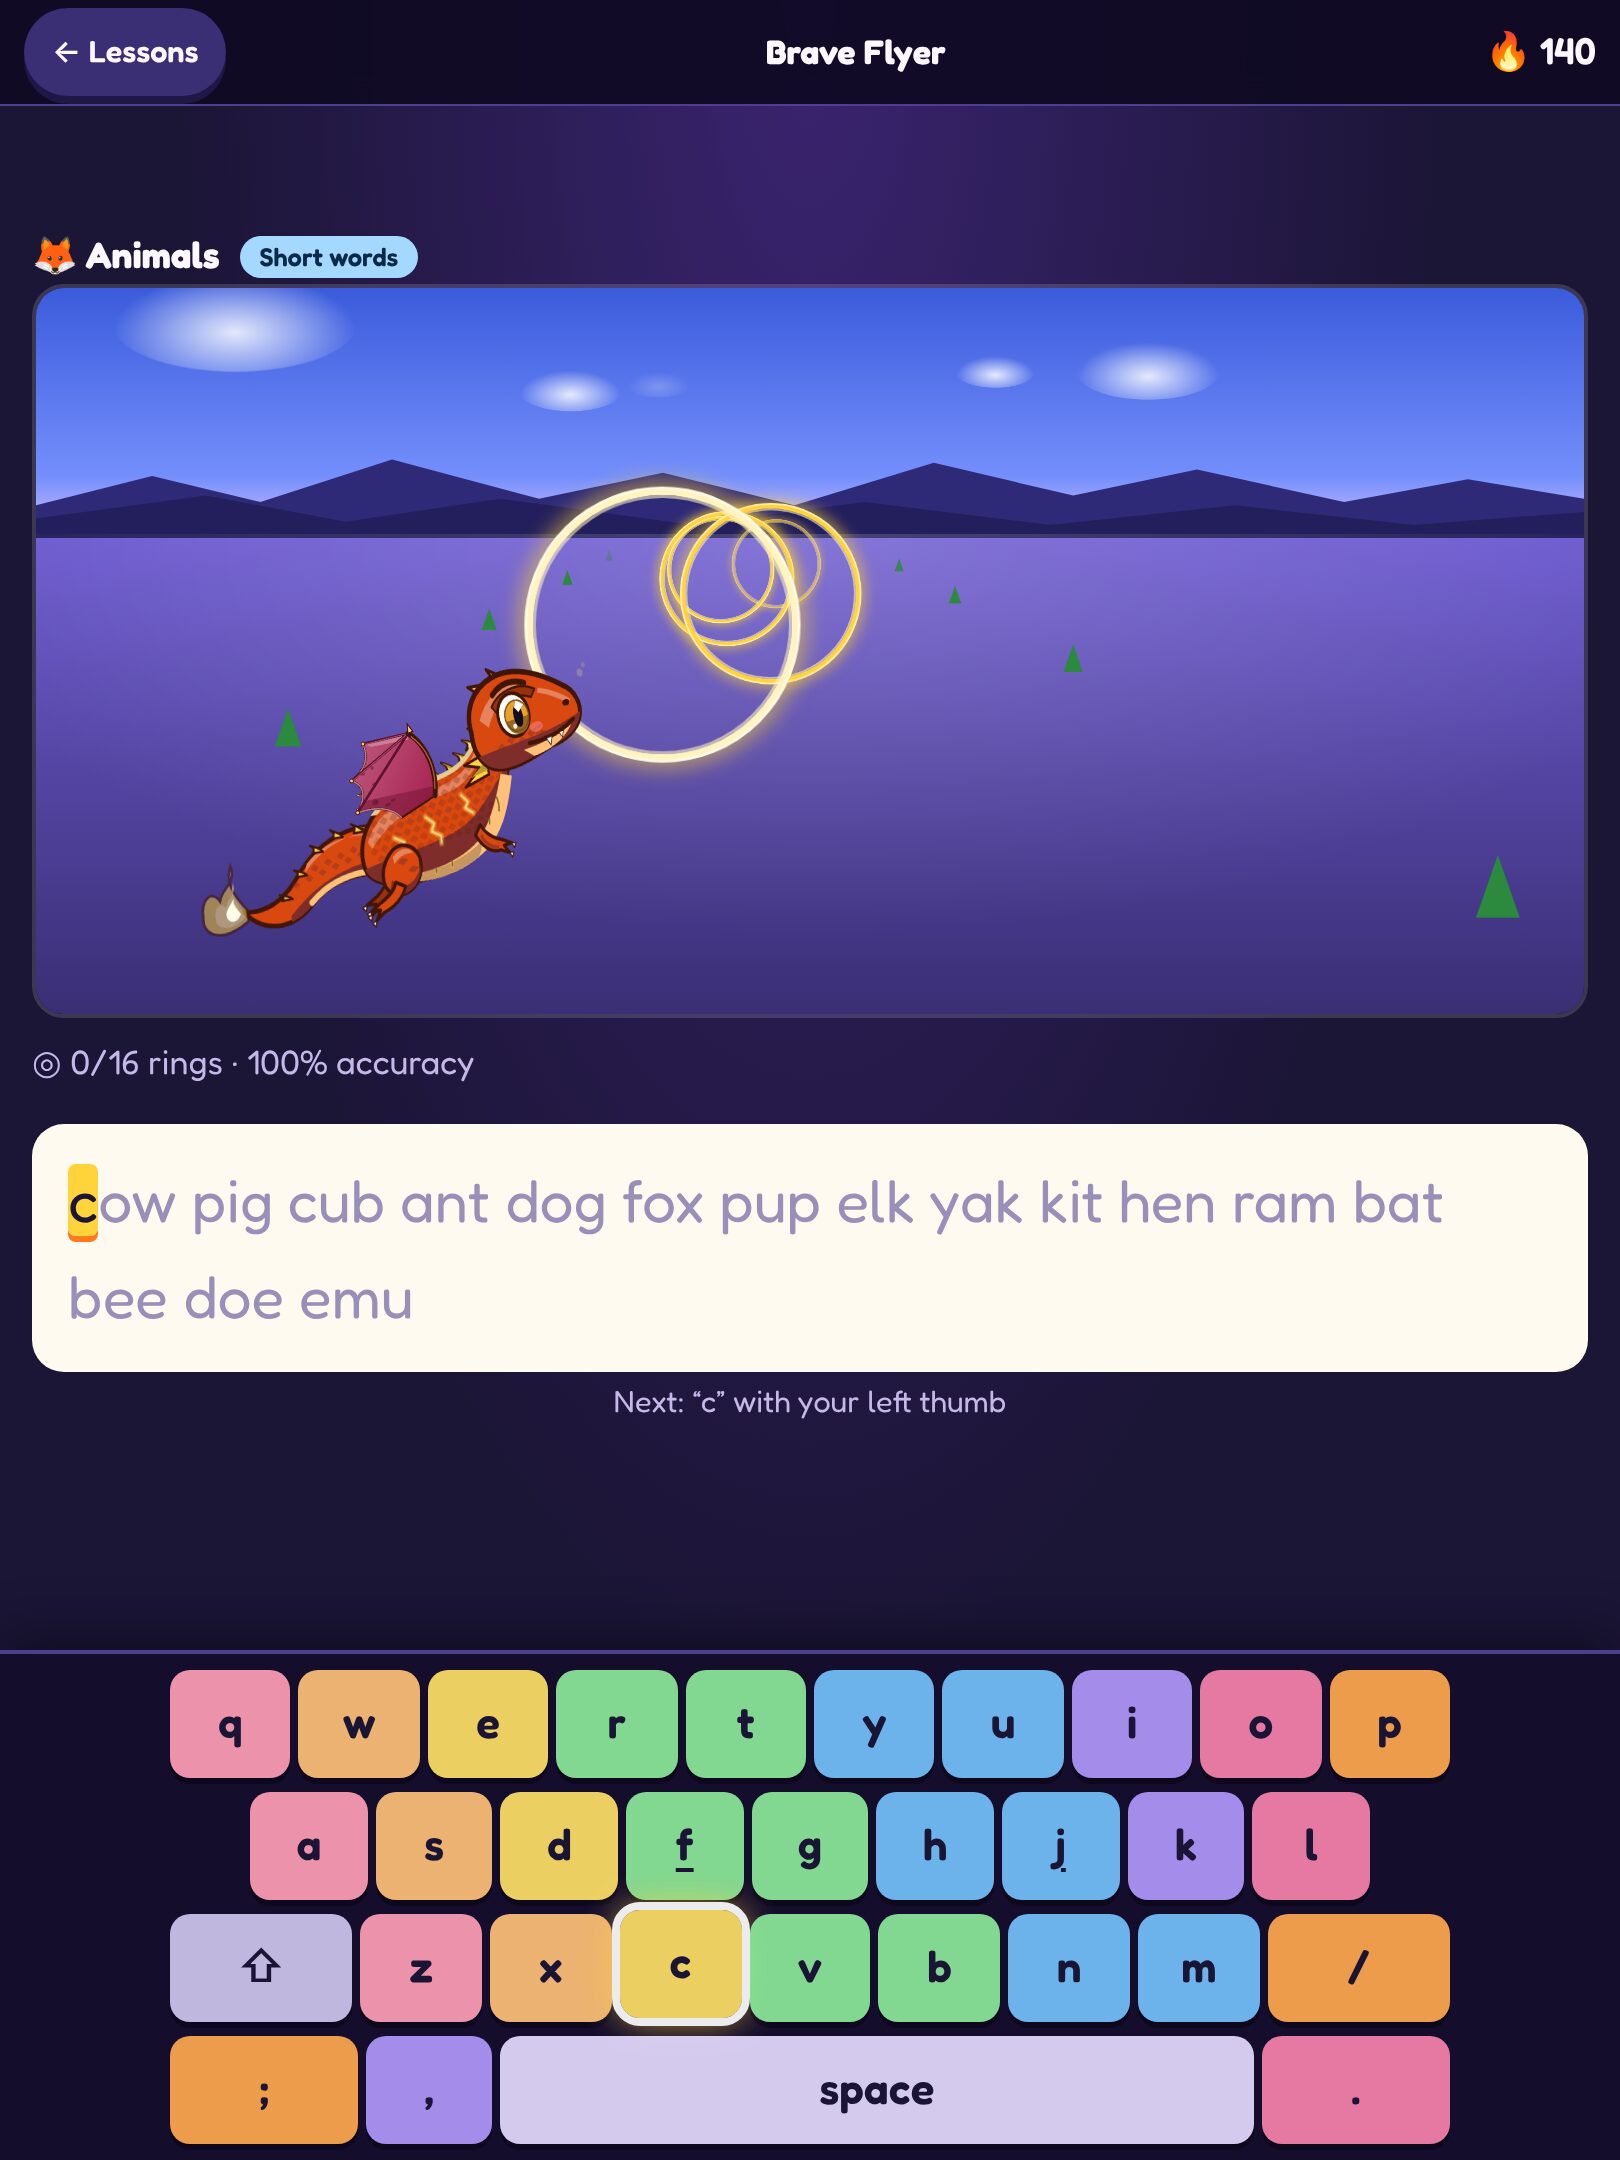 ← Lessons
Brave Flyer
🔥 140
🦊 Animals
Short words
◎ 0/16 rings · 100% accuracy
cow pig cub ant dog fox pup elk yak kit hen ram bat
bee doe emu
Next: “c” with your left thumb
q w e r t y u i o p
a s d f g h j k l
⇧ z x c v b n m /
; , space .